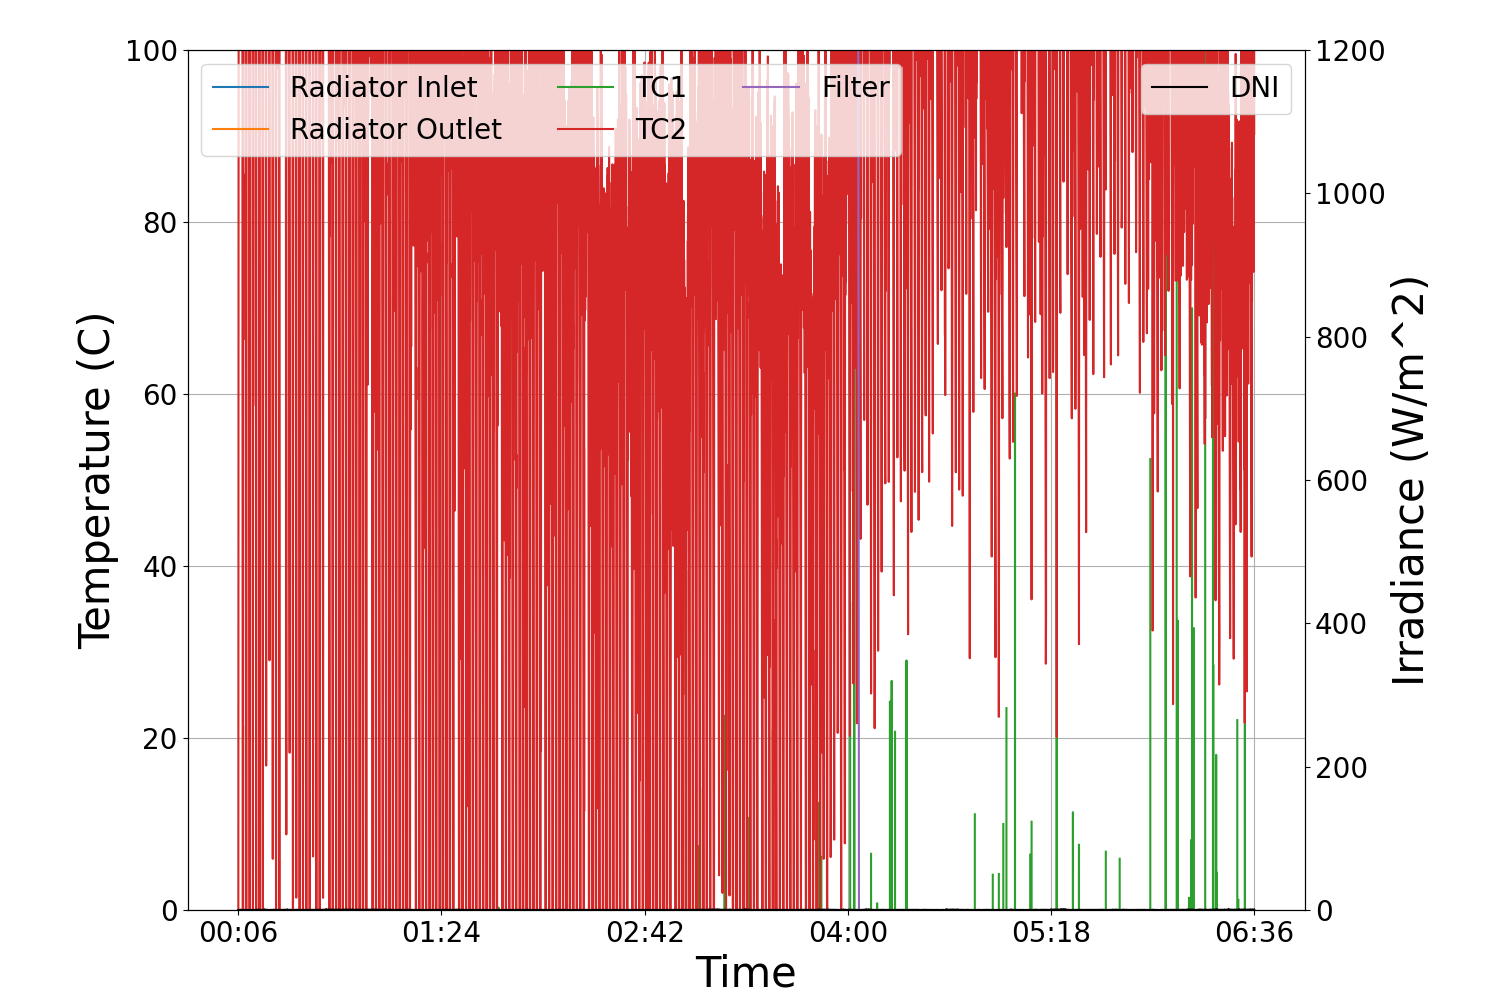 100
80
60
40
20
0
Temperature (C)
Radiator Inlet
Radiator Outlet
TC1
TC2
Filter
DNI
1200
1000
800
600
400
200
0
Irradiance (W/m^2)
00:06 01:24 02:42 04:00 05:18 06:36
Time